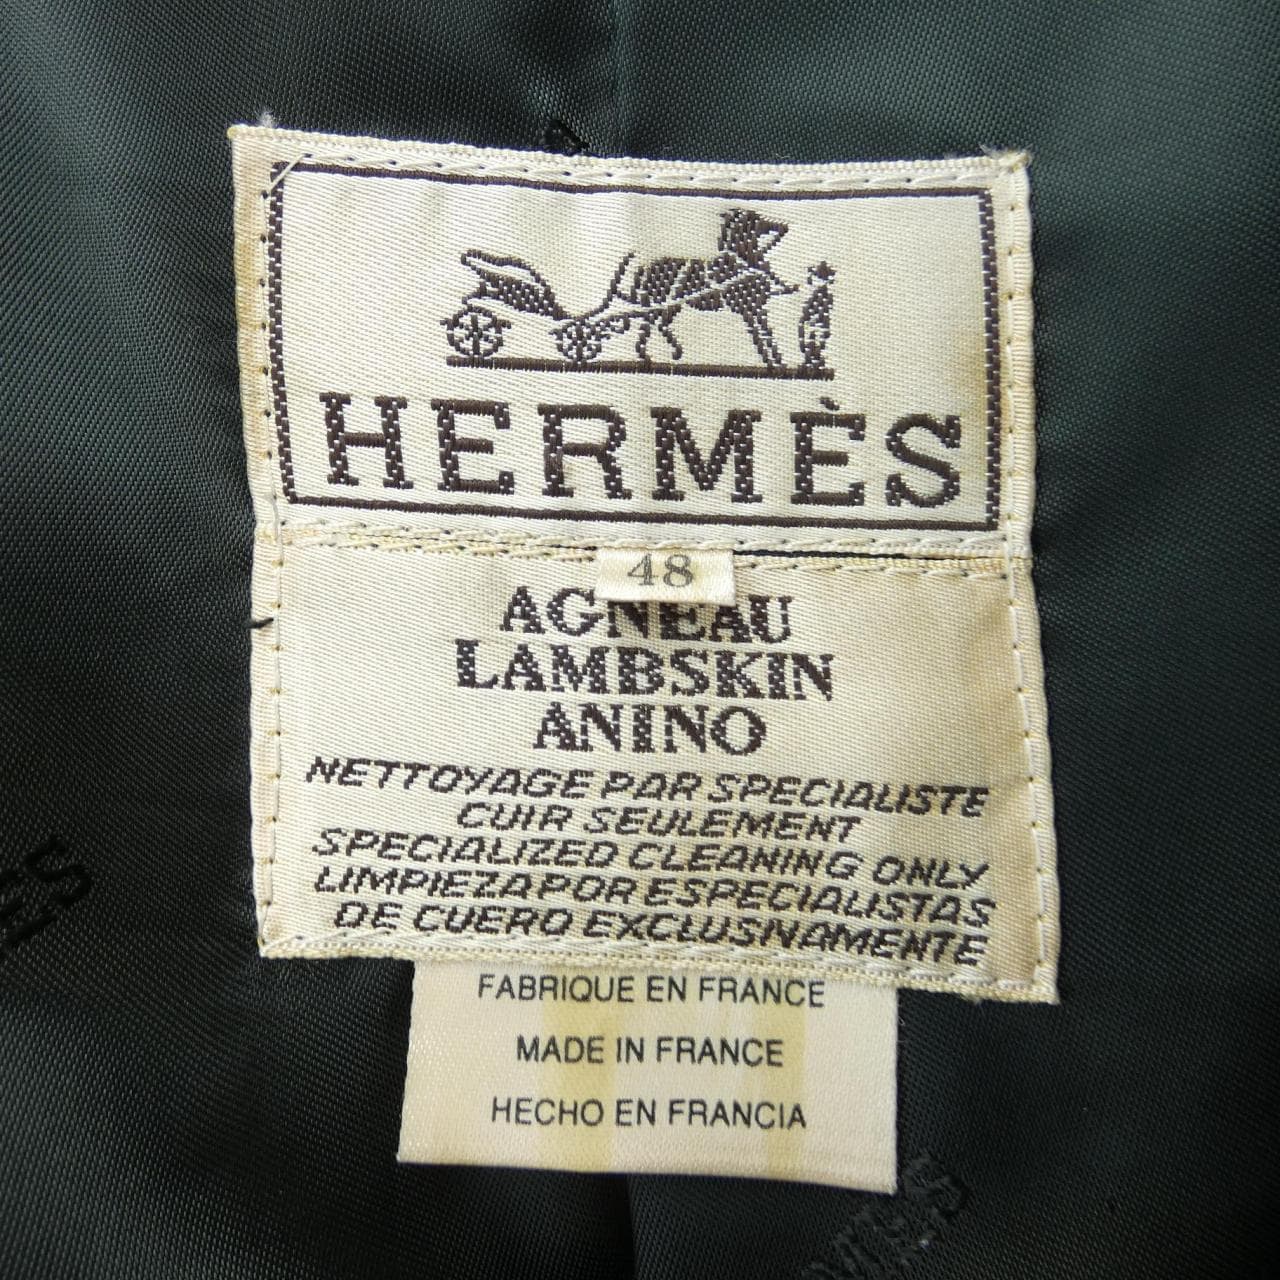 HERMÈS
48
AGNEAU
LAMBSKIN
ANINO
NETTOYAGE PAR SPECIALISTE
CUIR SEULEMENT
SPECIALIZED CLEANING ONLY
LIMPIEZA POR ESPECIALISTAS
DE CUERO EXCLUSIVAMENTE
FABRIQUE EN FRANCE
MADE IN FRANCE
HECHO EN FRANCIA